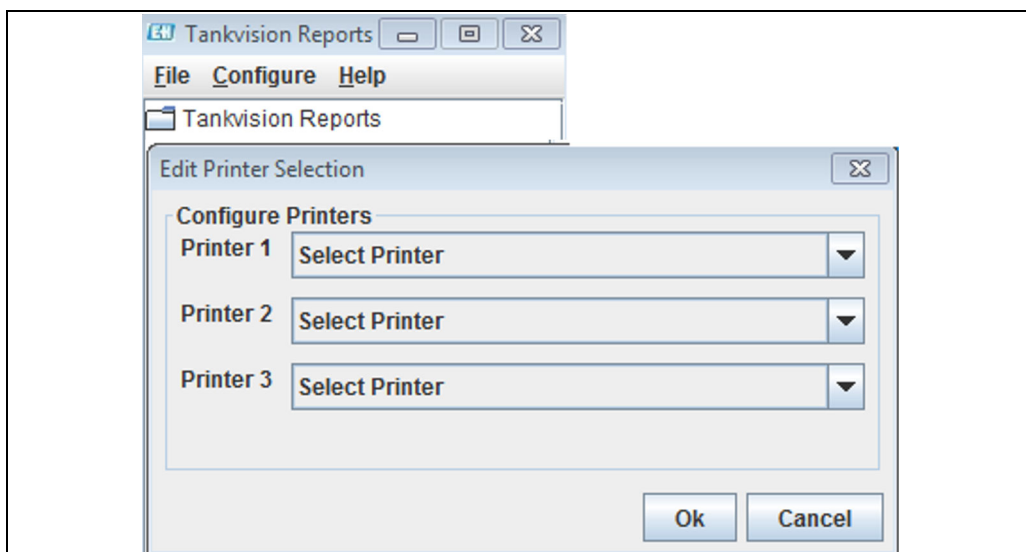 EH Tankvision Reports
File Configure Help
Tankvision Reports
Edit Printer Selection
Configure Printers
Printer 1 Select Printer
Printer 2 Select Printer
Printer 3 Select Printer
Ok Cancel